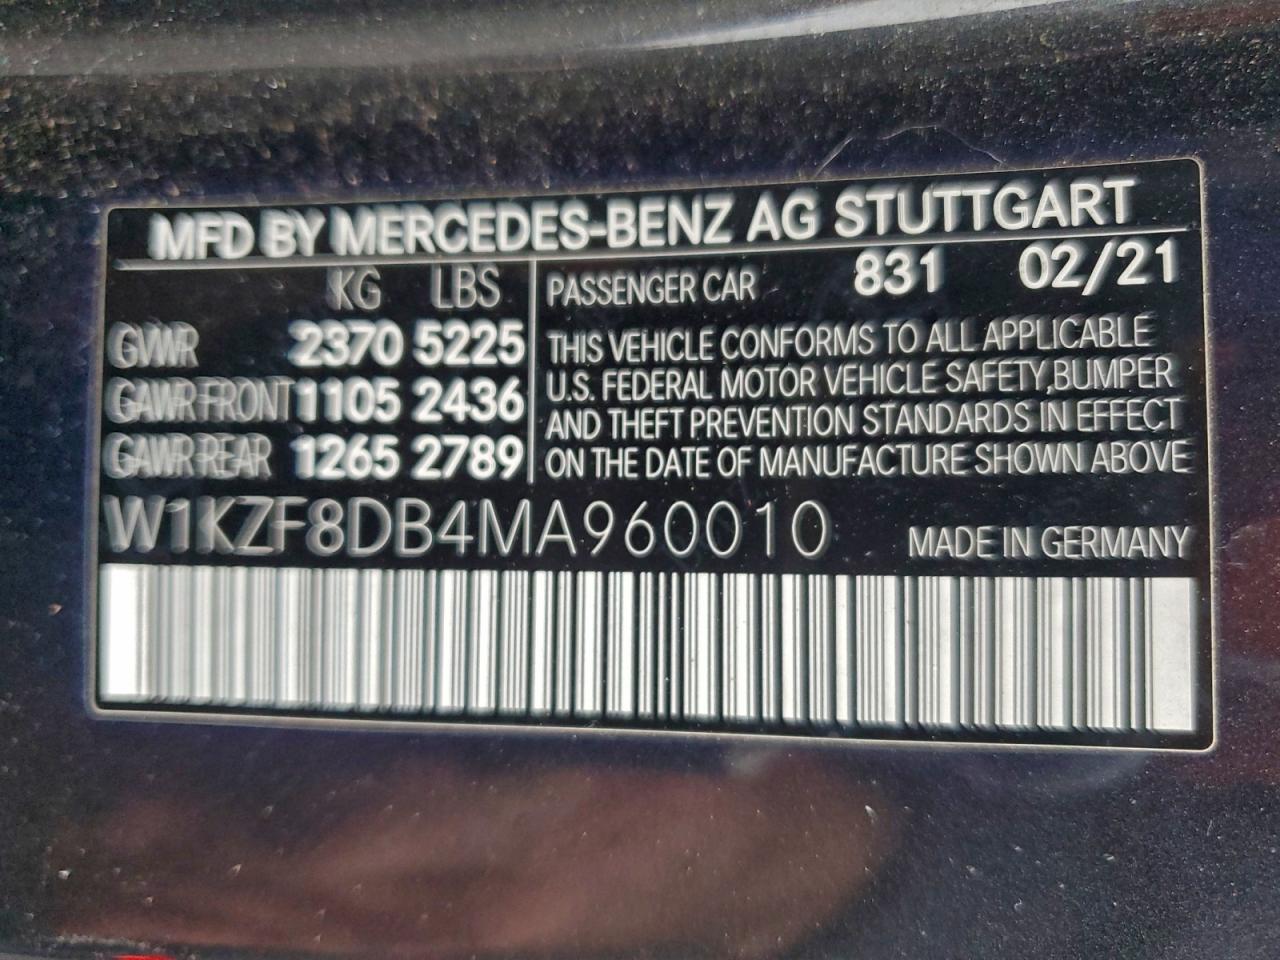 MFD BY MERCEDES-BENZ AG STUTTGART
KG LBS
GVWR 2370 5225
GAWR FRONT 1105 2436
GAWR REAR 1265 2789
PASSENGER CAR 831 02/21
THIS VEHICLE CONFORMS TO ALL APPLICABLE
U.S. FEDERAL MOTOR VEHICLE SAFETY,BUMPER
AND THEFT PREVENTION STANDARDS IN EFFECT
ON THE DATE OF MANUFACTURE SHOWN ABOVE
W1KZF8DB4MA960010
MADE IN GERMANY